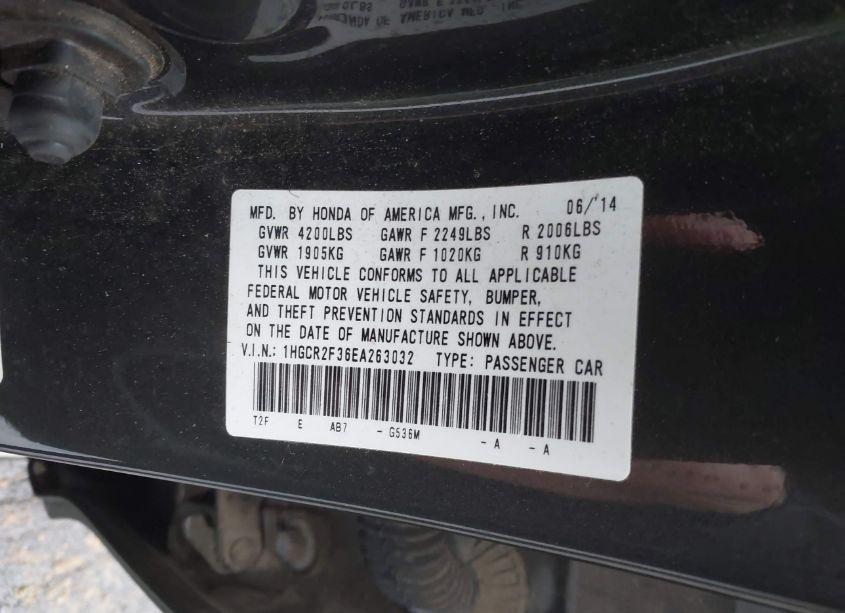 MFD. BY HONDA OF AMERICA MFG., INC. 06/'14
GVWR 4200LBS GAWR F 2249LBS R 2006LBS
GVWR 1905KG GAWR F 1020KG R 910KG
THIS VEHICLE CONFORMS TO ALL APPLICABLE
FEDERAL MOTOR VEHICLE SAFETY, BUMPER,
AND THEFT PREVENTION STANDARDS IN EFFECT
ON THE DATE OF MANUFACTURE SHOWN ABOVE.
V.I.N.: 1HGCR2F36EA263032 TYPE: PASSENGER CAR
T2F E AB7 - G536M - A - A